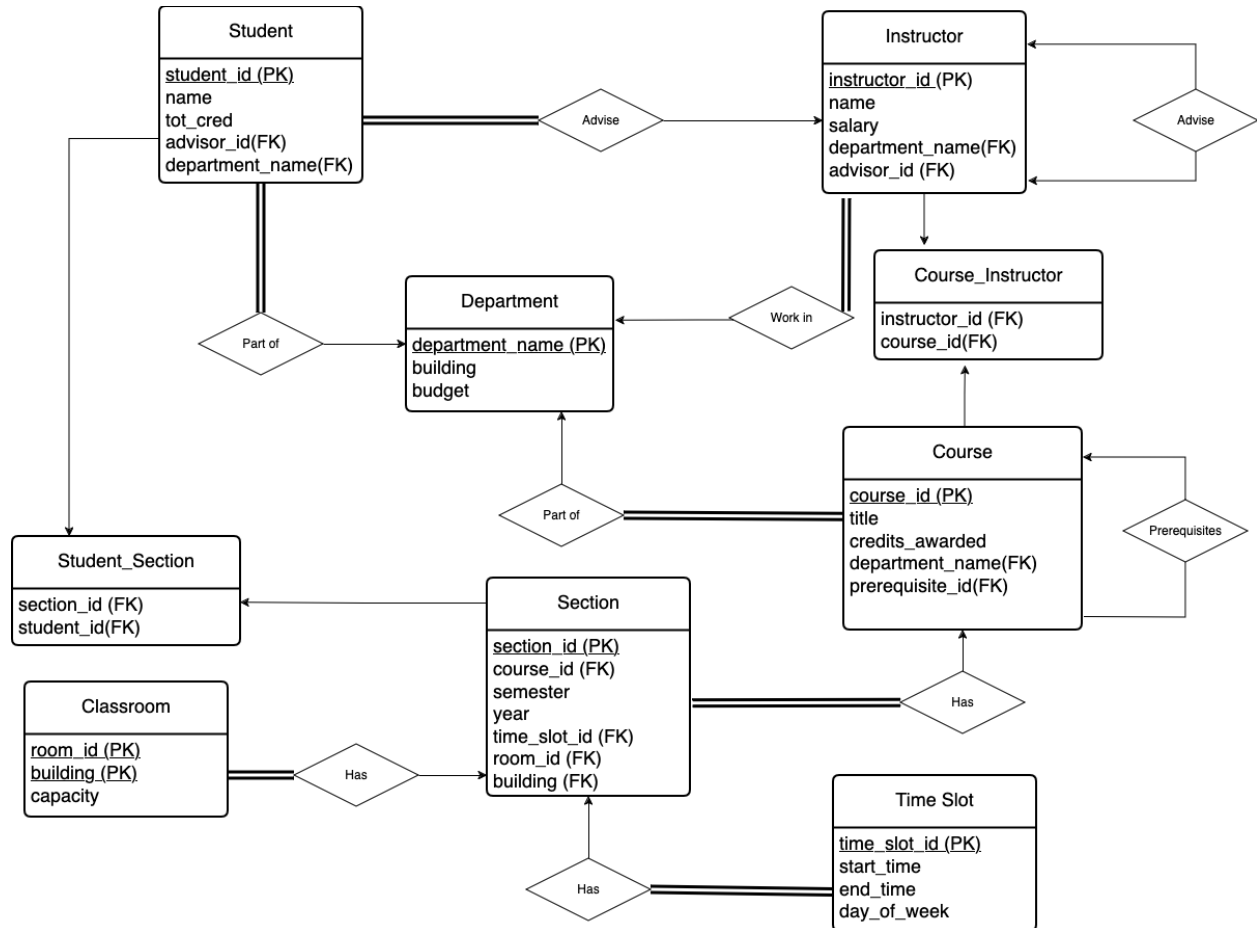 Student
student_id (PK)
name
tot_cred
advisor_id(FK)
department_name(FK)
Advise
Instructor
instructor_id (PK)
name
salary
department_name(FK)
advisor_id (FK)
Advise
Course_Instructor
instructor_id (FK)
course_id(FK)
Department
department_name (PK)
building
budget
Part of
Work in
Course
course_id (PK)
title
credits_awarded
department_name(FK)
prerequisite_id(FK)
Part of
Prerequisites
Student_Section
section_id (FK)
student_id(FK)
Section
section_id (PK)
course_id (FK)
semester
year
time_slot_id (FK)
room_id (FK)
building (FK)
Has
Classroom
room_id (PK)
building (PK)
capacity
Has
Time Slot
time_slot_id (PK)
start_time
end_time
day_of_week
Has